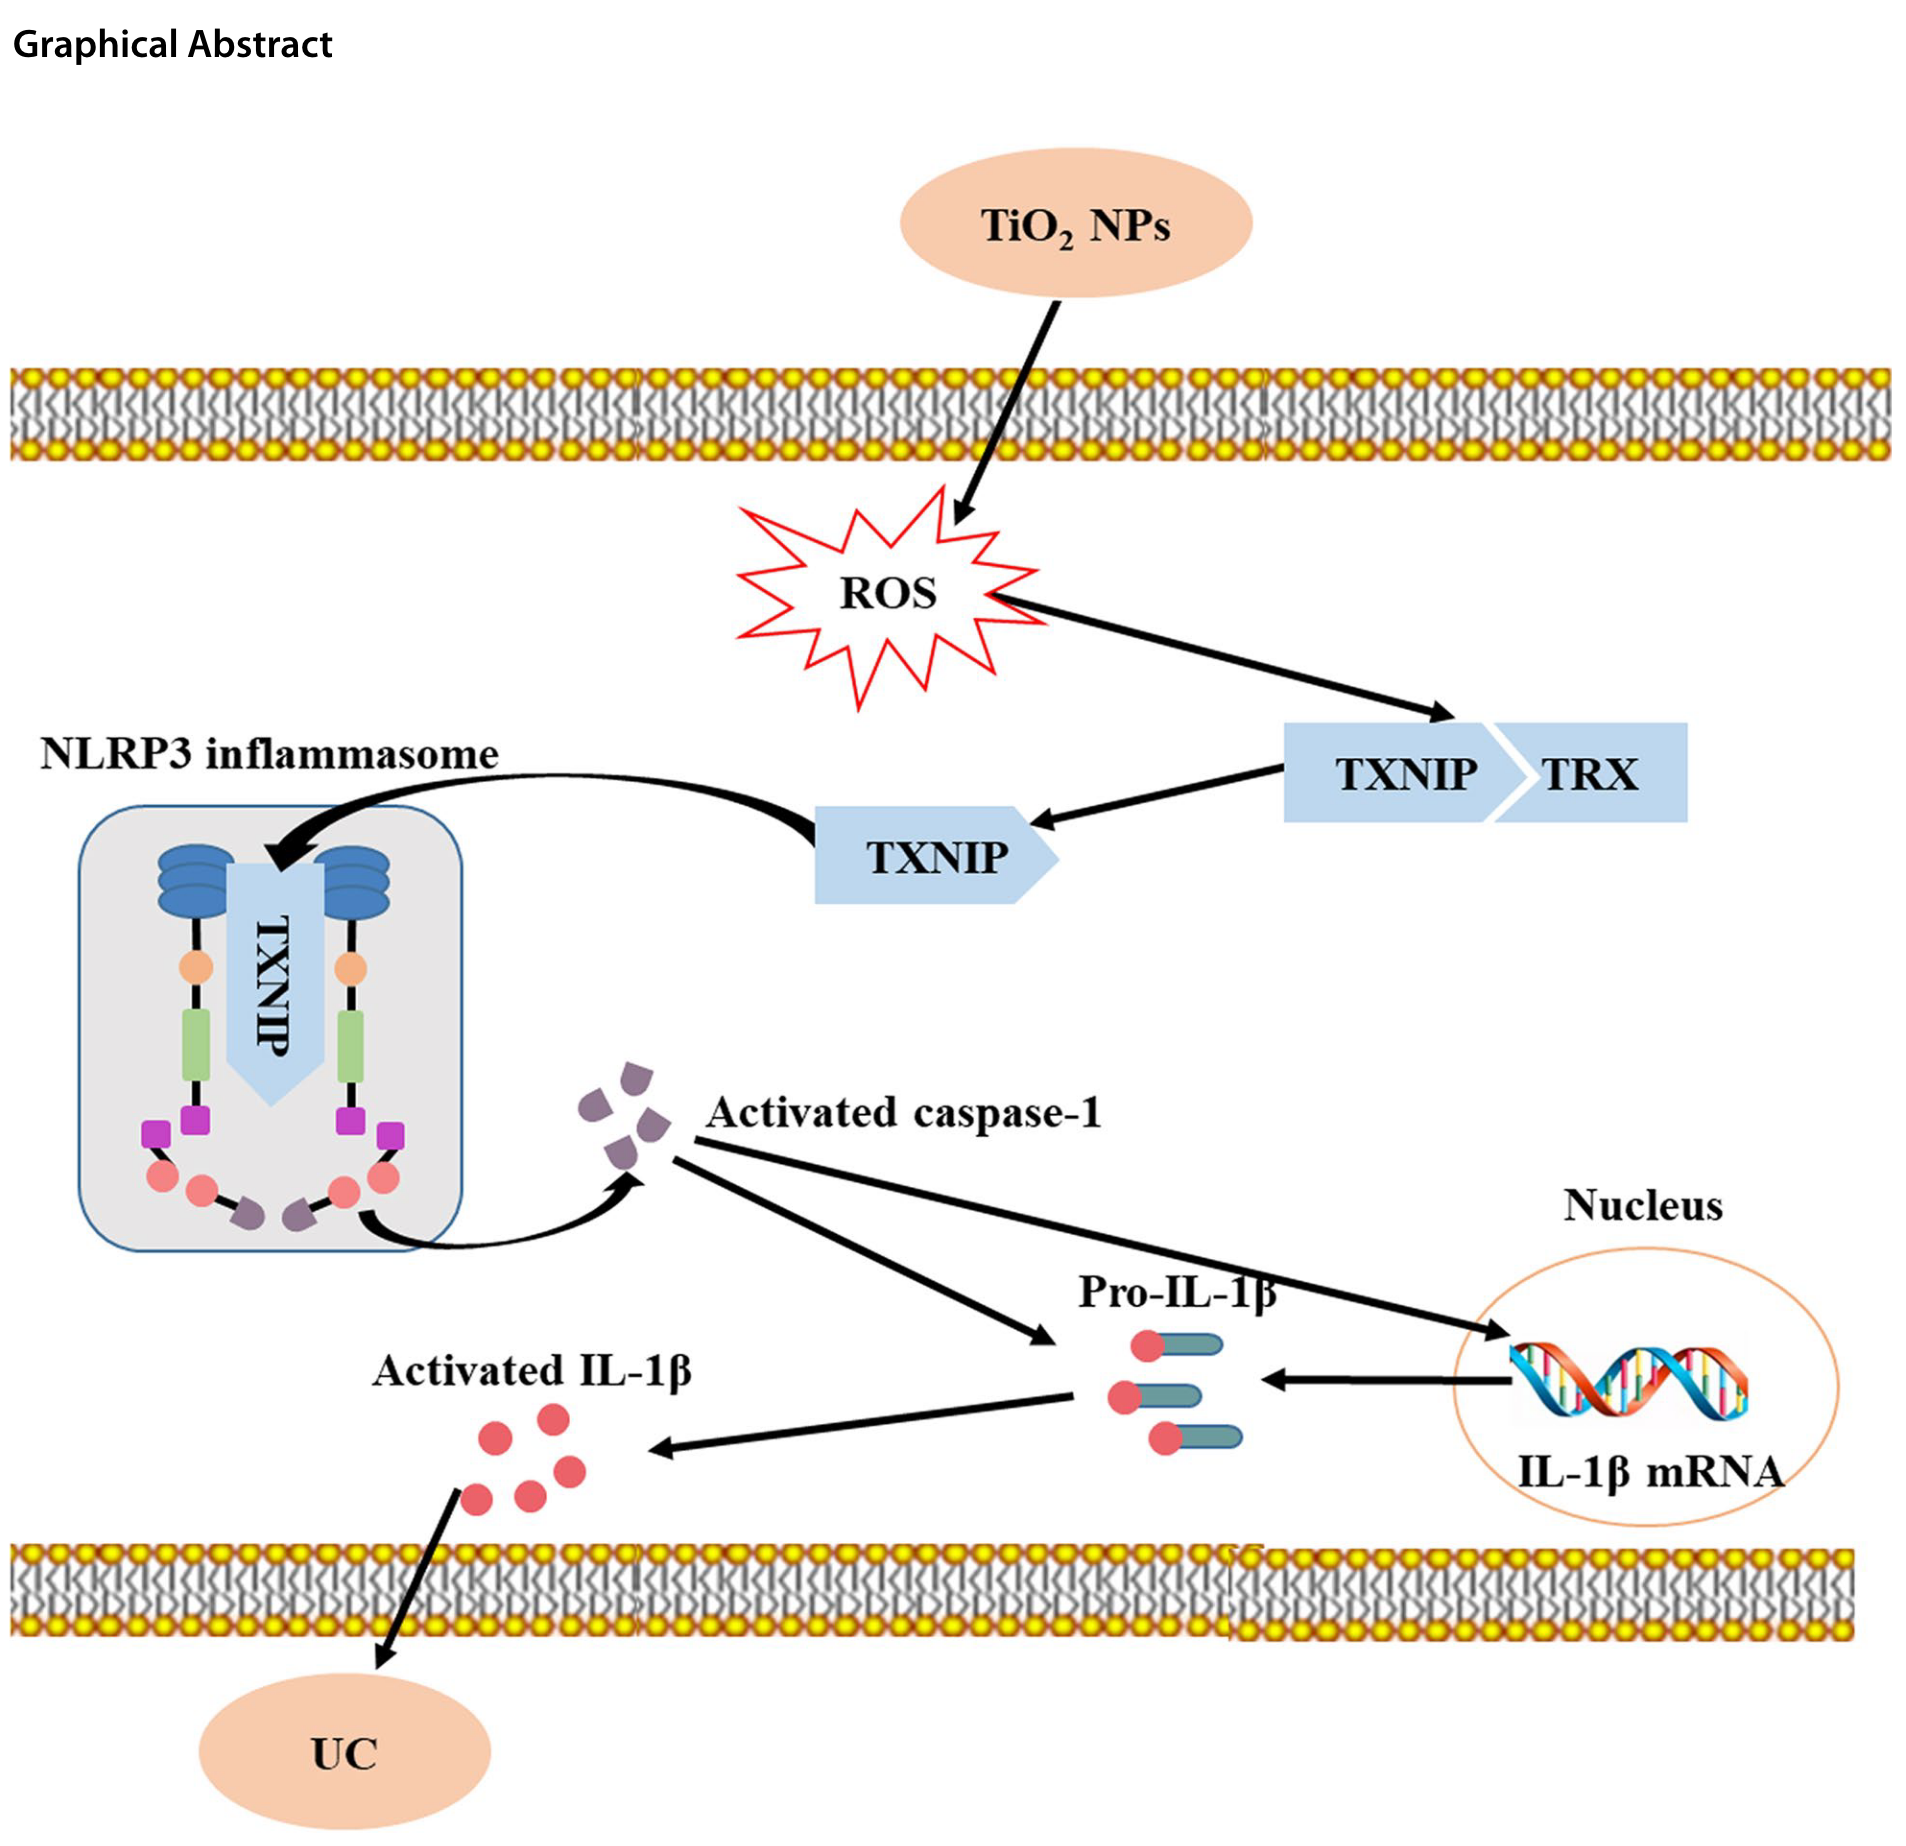 Graphical Abstract
TiO₂ NPs
ROS
NLRP3 inflammasome
TXNIP TRX
TXNIP
TXNIP
Activated caspase-1
Nucleus
Pro-IL-1β
Activated IL-1β
IL-1β mRNA
UC